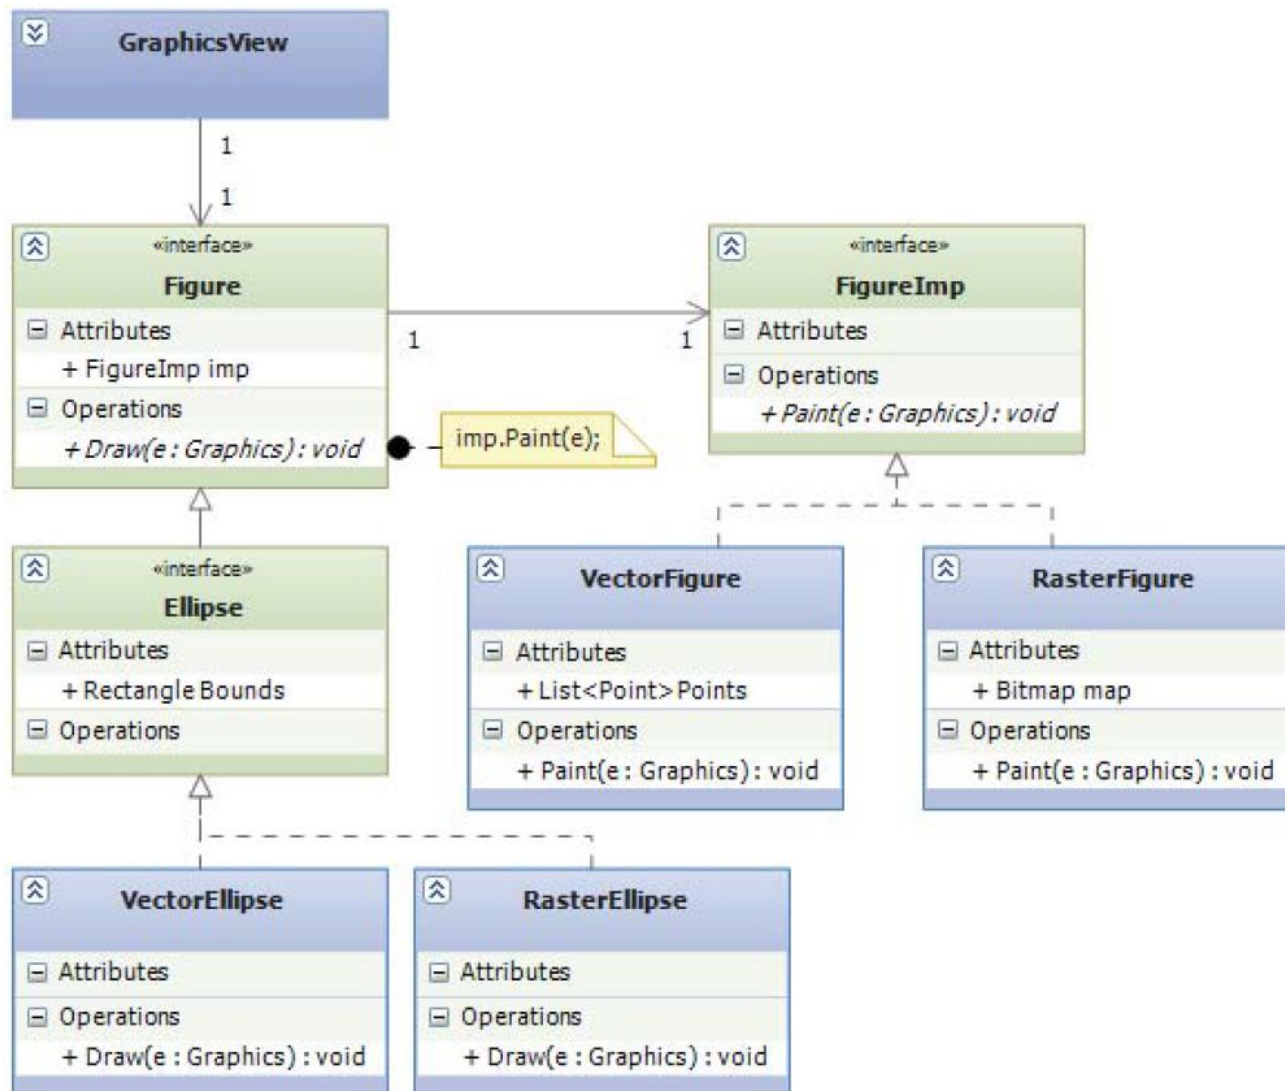 GraphicsView
1
1
«interface»
Figure
Attributes
+ FigureImp imp
Operations
+ Draw(e : Graphics) : void
1
1
imp.Paint(e);
«interface»
FigureImp
Attributes
Operations
+ Paint(e : Graphics) : void
«interface»
Ellipse
Attributes
+ Rectangle Bounds
Operations
VectorFigure
Attributes
+ List<Point> Points
Operations
+ Paint(e : Graphics) : void
RasterFigure
Attributes
+ Bitmap map
Operations
+ Paint(e : Graphics) : void
VectorEllipse
Attributes
Operations
+ Draw(e : Graphics) : void
RasterEllipse
Attributes
Operations
+ Draw(e : Graphics) : void